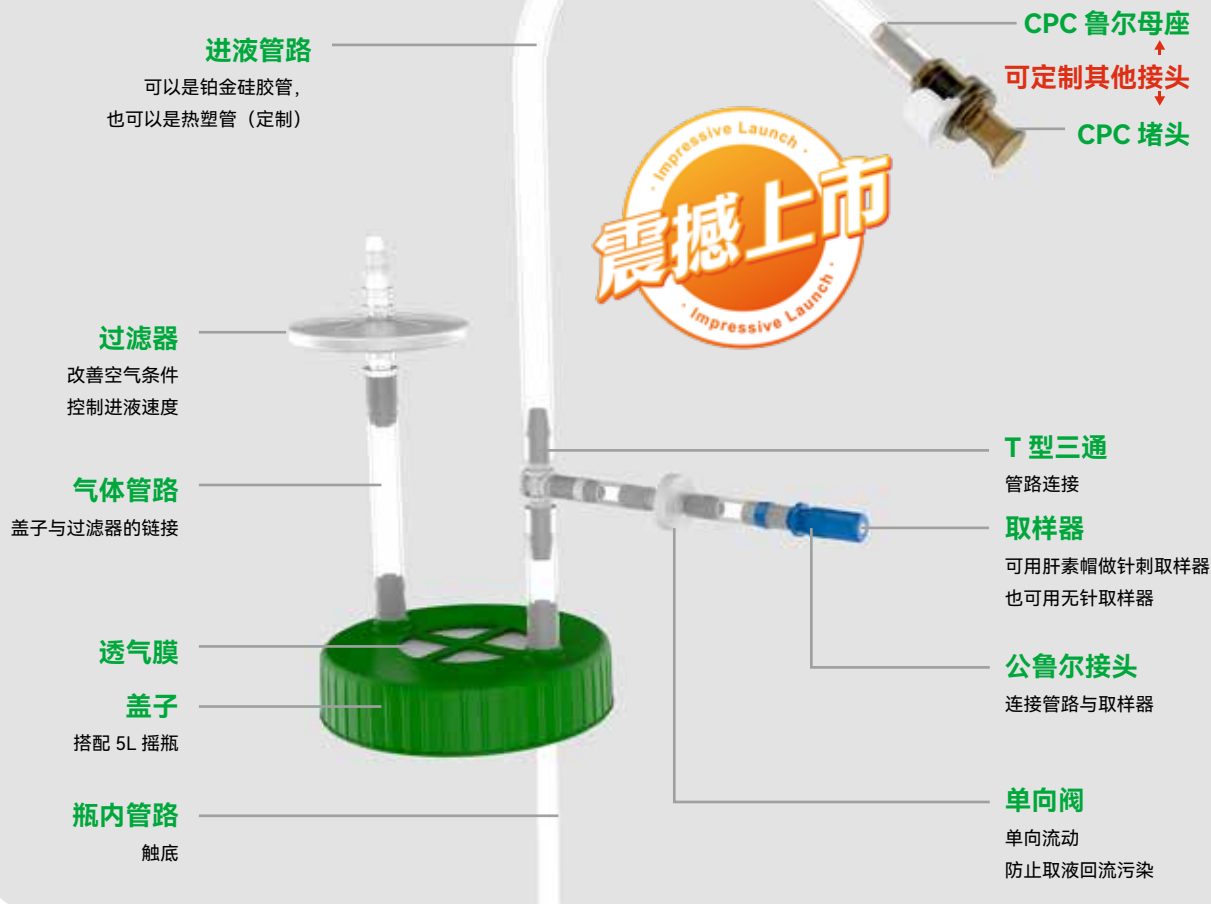 进液管路
可以是铂金硅胶管，
也可以是热塑管（定制）
CPC 鲁尔母座
可定制其他接头
CPC 堵头
· Impressive Launch ·
震撼上市
· Impressive Launch ·
过滤器
改善空气条件
控制进液速度
气体管路
盖子与过滤器的链接
透气膜
盖子
搭配 5L 摇瓶
瓶内管路
触底
T 型三通
管路连接
取样器
可用肝素帽做针刺取样器
也可用无针取样器
公鲁尔接头
连接管路与取样器
单向阀
单向流动
防止取液回流污染